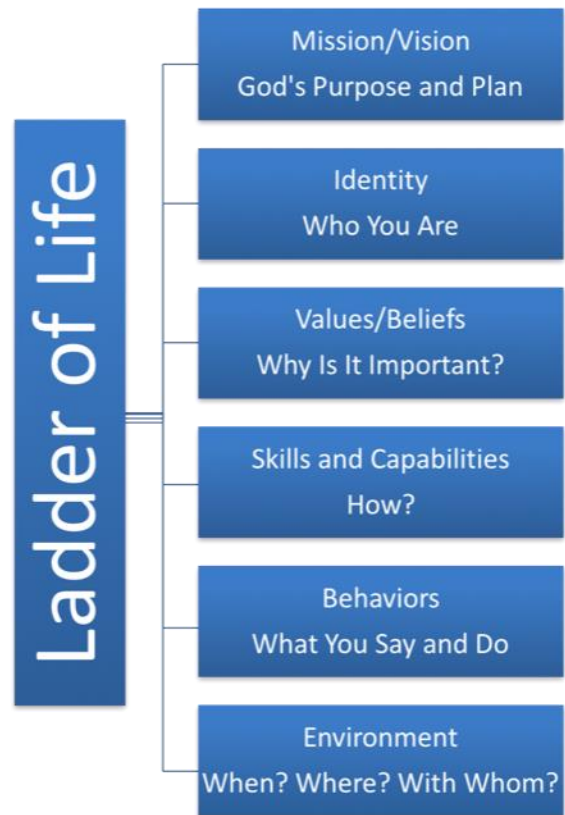 Ladder of Life
Mission/Vision
God's Purpose and Plan
Identity
Who You Are
Values/Beliefs
Why Is It Important?
Skills and Capabilities
How?
Behaviors
What You Say and Do
Environment
When? Where? With Whom?